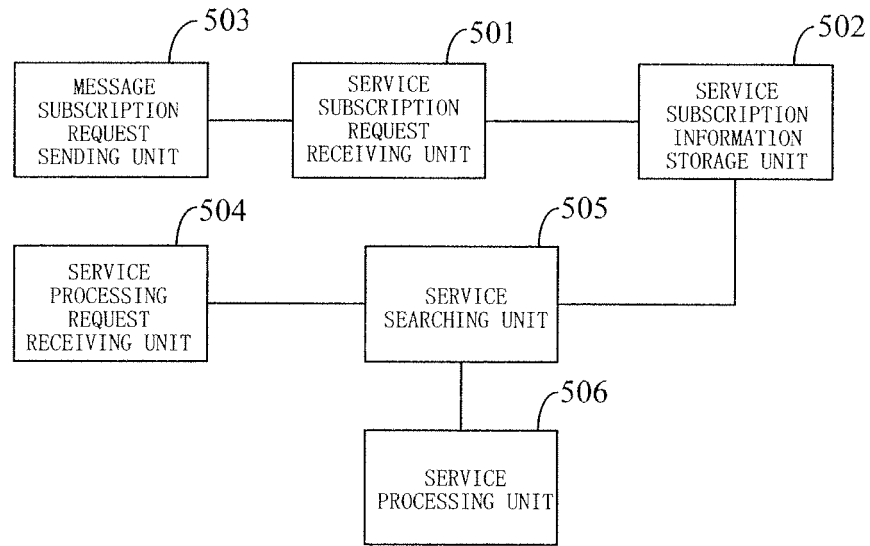 503
501
502
MESSAGE
SUBSCRIPTION
REQUEST
SENDING UNIT
SERVICE
SUBSCRIPTION
REQUEST
RECEIVING UNIT
SERVICE
SUBSCRIPTION
INFORMATION
STORAGE UNIT
504
505
SERVICE
PROCESSING
REQUEST
RECEIVING UNIT
SERVICE
SEARCHING UNIT
506
SERVICE
PROCESSING UNIT